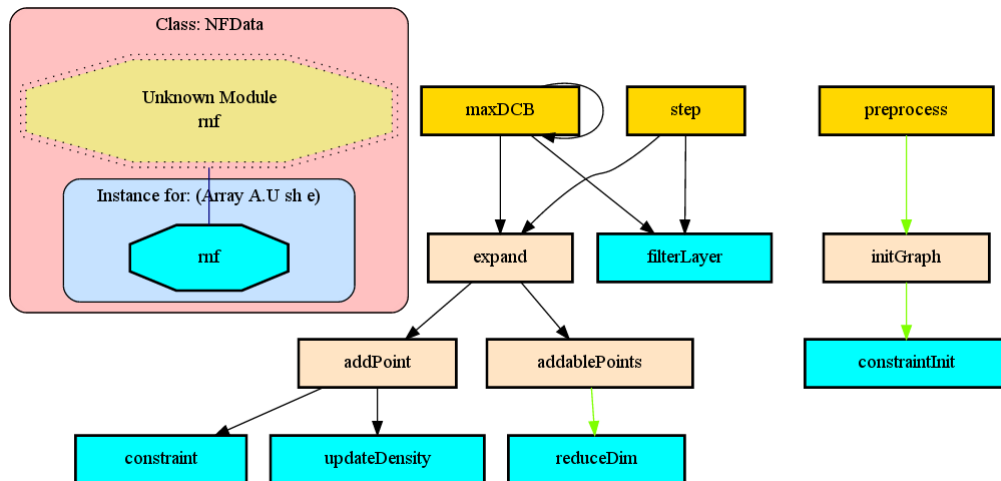 Class: NFData
Unknown Module
rnf
Instance for: (Array A.U sh e)
rnf
maxDCB
step
preprocess
expand
filterLayer
initGraph
addPoint
addablePoints
constraintInit
constraint
updateDensity
reduceDim